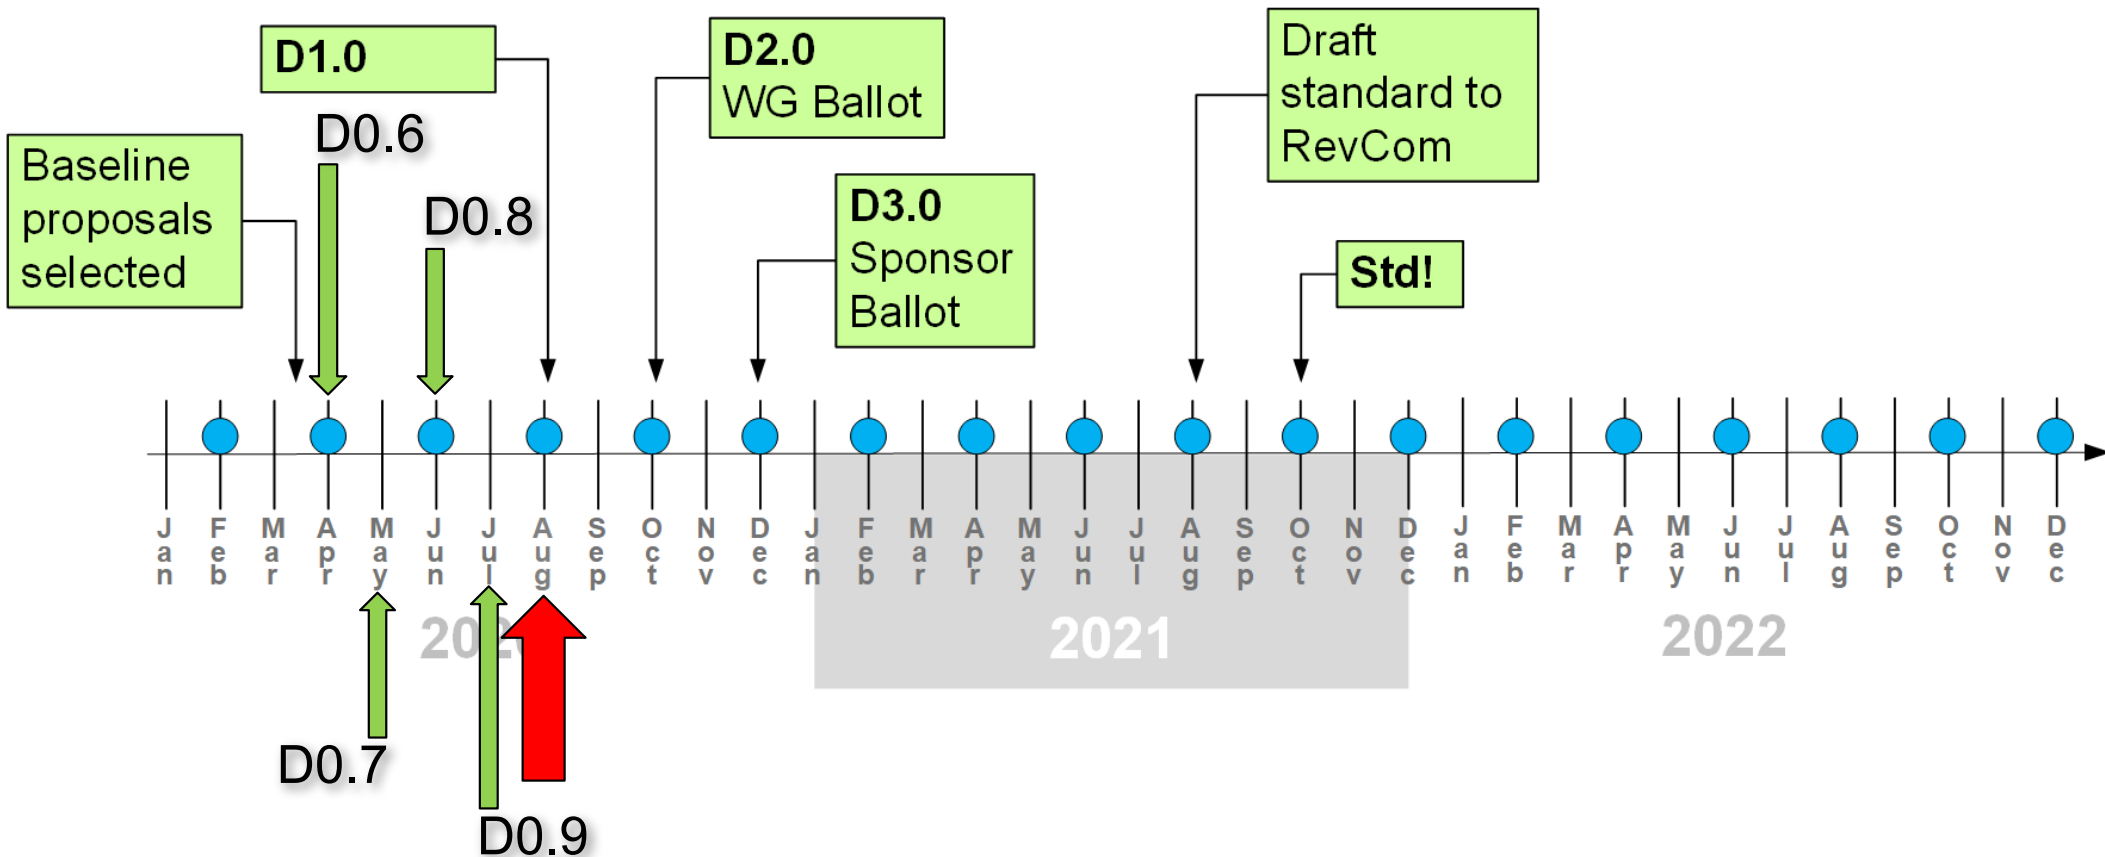 D1.0
D0.6
Baseline
proposals
selected
D0.8
D2.0
WG Ballot
D3.0
Sponsor
Ballot
Draft
standard to
RevCom
Std!
Jan Feb Mar Apr May Jun Jul Aug Sep Oct Nov Dec Jan Feb Mar Apr May Jun Jul Aug Sep Oct Nov Dec Jan Feb Mar Apr May Jun Jul Aug Sep Oct Nov Dec
2020 2021 2022
D0.7
D0.9